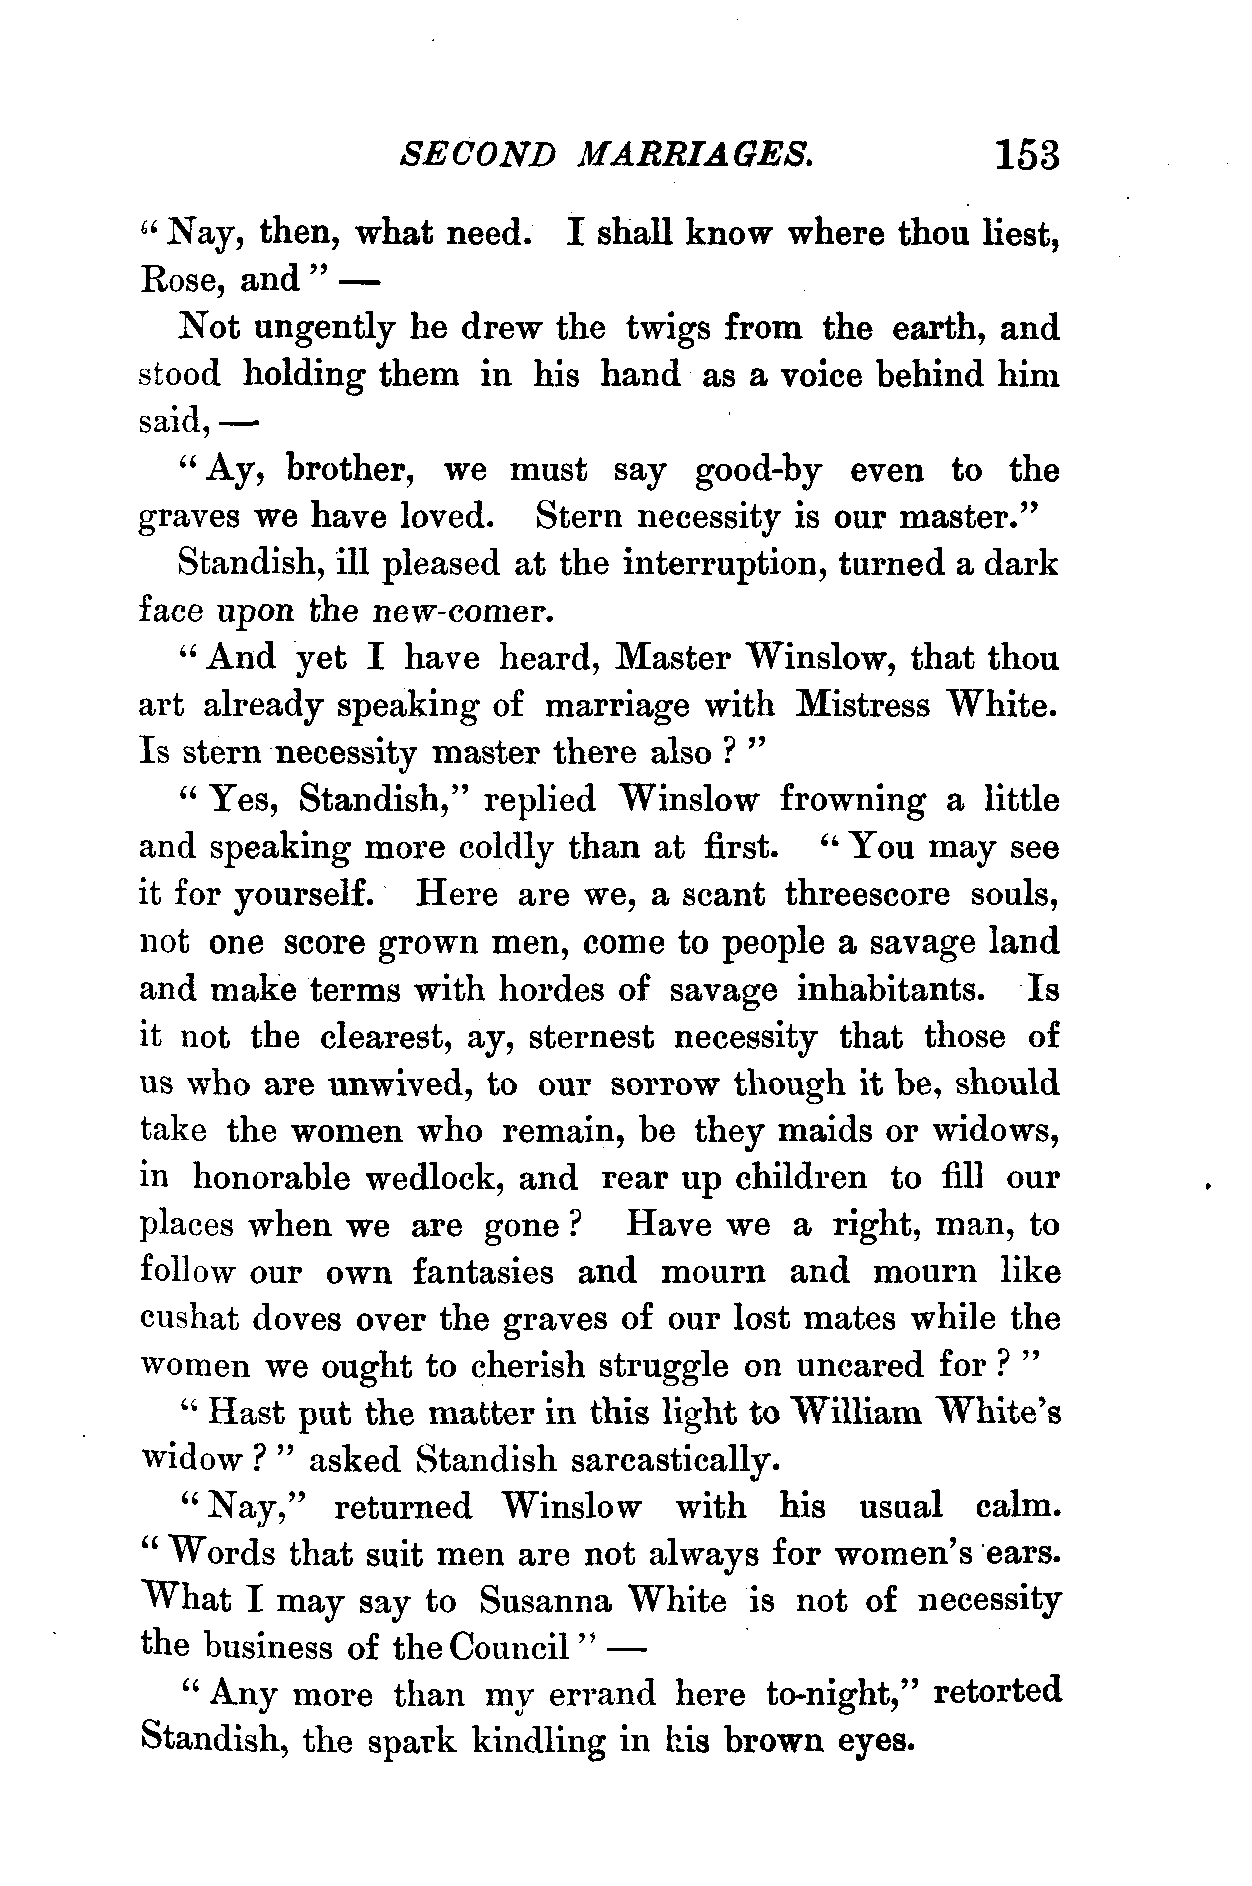 SECOND MARRIAGES. 153
“ Nay, then, what need. I shall know where thou liest,
Rose, and ” —
Not ungently he drew the twigs from the earth, and
stood holding them in his hand as a voice behind him
said, —
“ Ay, brother, we must say good-by even to the
graves we have loved. Stern necessity is our master.”
Standish, ill pleased at the interruption, turned a dark
face upon the new-comer.
“ And yet I have heard, Master Winslow, that thou
art already speaking of marriage with Mistress White.
Is stern necessity master there also ? ”
“ Yes, Standish,” replied Winslow frowning a little
and speaking more coldly than at first. “ You may see
it for yourself. Here are we, a scant threescore souls,
not one score grown men, come to people a savage land
and make terms with hordes of savage inhabitants. Is
it not the clearest, ay, sternest necessity that those of
us who are unwived, to our sorrow though it be, should
take the women who remain, be they maids or widows,
in honorable wedlock, and rear up children to fill our
places when we are gone ? Have we a right, man, to
follow our own fantasies and mourn and mourn like
cushat doves over the graves of our lost mates while the
women we ought to cherish struggle on uncared for ? ”
“ Hast put the matter in this light to William White’s
widow ? ” asked Standish sarcastically.
“ Nay,” returned Winslow with his usual calm.
“ Words that suit men are not always for women’s ears.
What I may say to Susanna White is not of necessity
the business of the Council ” —
“ Any more than my errand here to-night,” retorted
Standish, the spark kindling in his brown eyes.